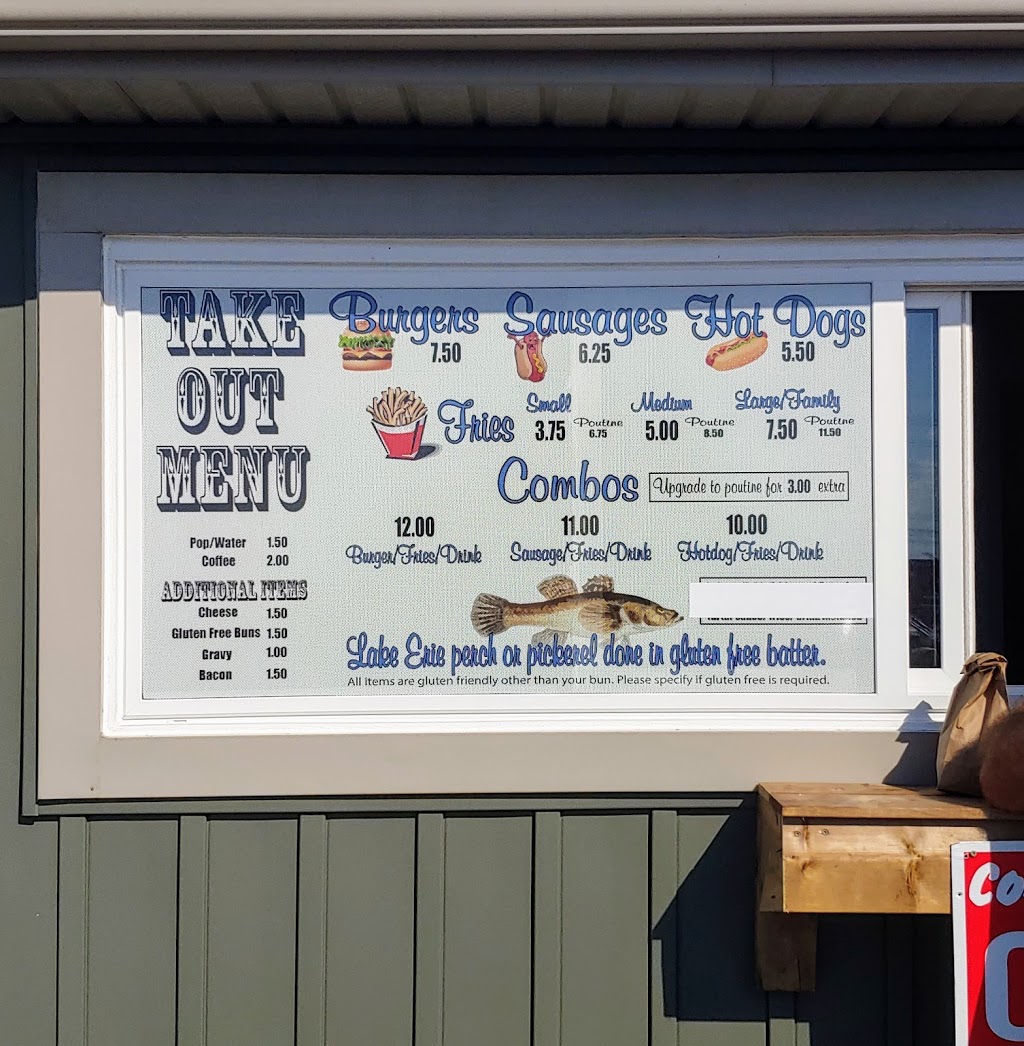 TAKE
OUT
MENU
Pop/Water 1.50
Coffee 2.00
ADDITIONAL ITEMS
Cheese 1.50
Gluten Free Buns 1.50
Gravy 1.00
Bacon 1.50
Burgers
7.50
Sausages
6.25
Hot Dogs
5.50
Fries
Small
3.75 Poutine 6.75
Medium
5.00 Poutine 8.50
Large/Family
7.50 Poutine 11.50
Combos
Upgrade to poutine for 3.00 extra
12.00
Burger/Fries/Drink
11.00
Sausage/Fries/Drink
10.00
Hotdog/Fries/Drink
Lake Erie perch or pickerel done in gluten free batter.
All items are gluten friendly other than your bun. Please specify if gluten free is required.
Co